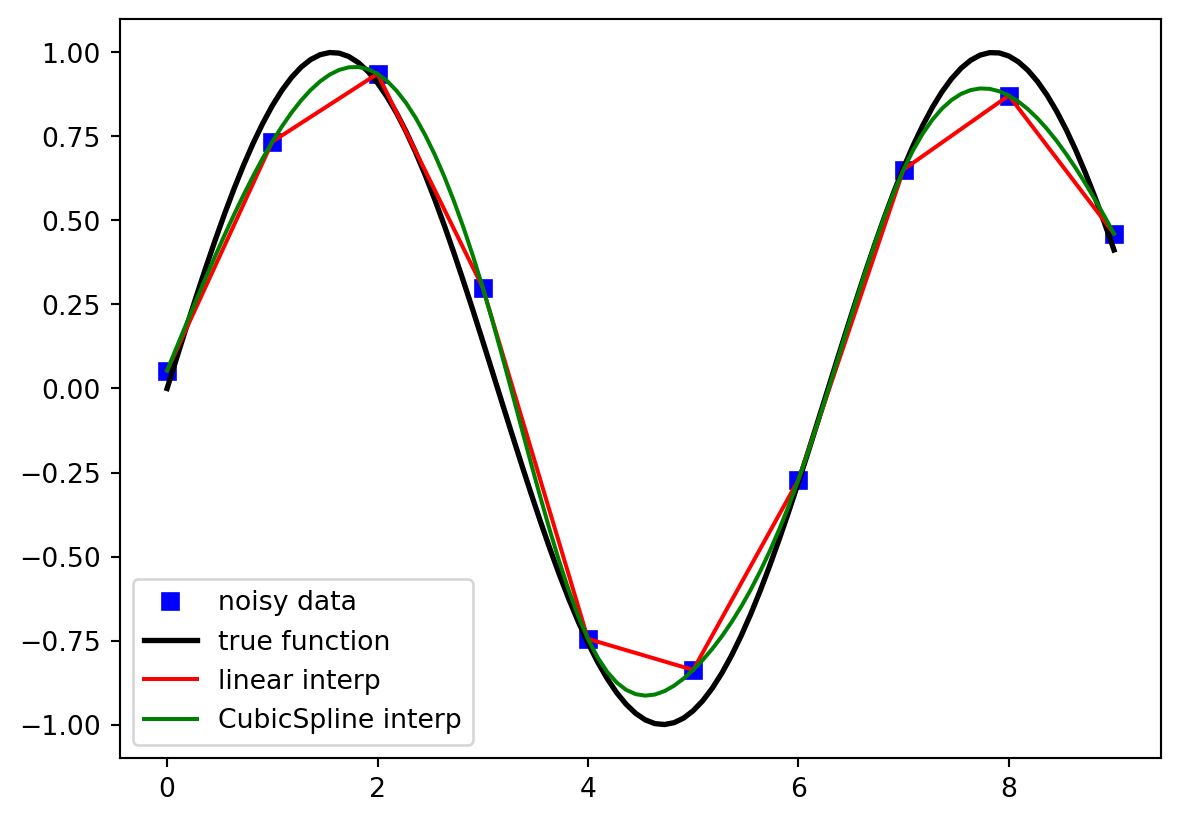 1.00
0.75
0.50
0.25
0.00
−0.25
−0.50
−0.75
−1.00
noisy data
true function
linear interp
CubicSpline interp
0 2 4 6 8